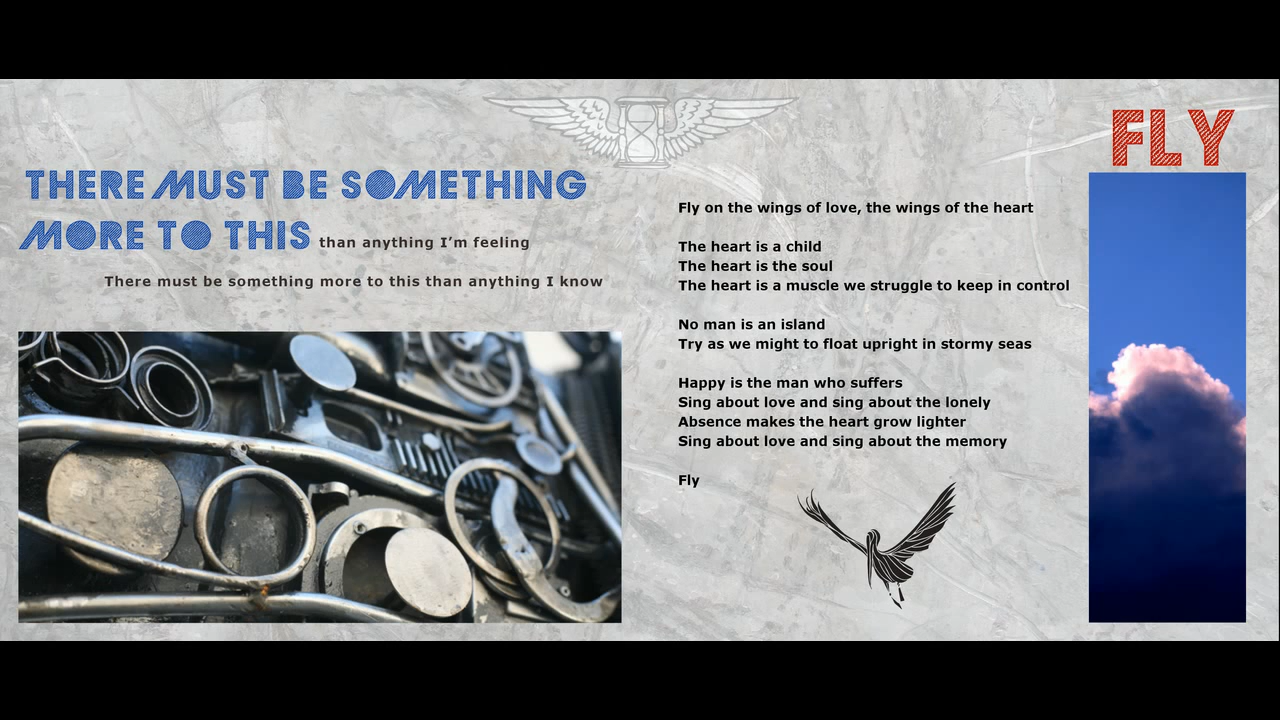 THERE MUST BE SOMETHING
MORE TO THIS than anything I'm feeling
There must be something more to this than anything I know
FLY
Fly on the wings of love, the wings of the heart
The heart is a child
The heart is the soul
The heart is a muscle we struggle to keep in control
No man is an island
Try as we might to float upright in stormy seas
Happy is the man who suffers
Sing about love and sing about the lonely
Absence makes the heart grow lighter
Sing about love and sing about the memory
Fly